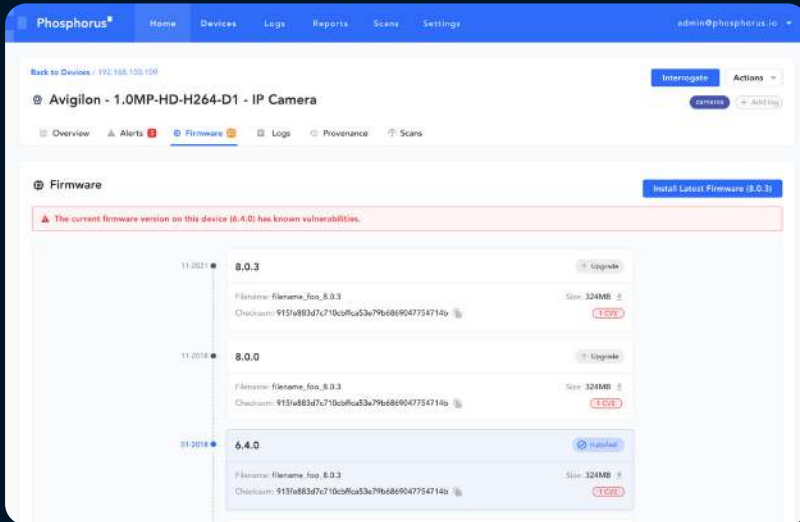 Phosphorus
Home Devices Logs Reports Scans Settings admin@phosphorus.io
Back to Devices / 192.168.100.109
Interrogate Actions
Avigilon - 1.0MP-HD-H264-D1 - IP Camera
cameras + Add tag
Overview Alerts Firmware Logs Provenance Scans
Firmware
Install Latest Firmware (8.0.3)
The current firmware version on this device (6.4.0) has known vulnerabilities.
11-2021 8.0.3 Upgrade
Filename: filename_foo_8.0.3 Size: 324MB
Checksum: 915fe883d7c710cbffca53e79b6869047754714b 1 CVE
11-2018 8.0.0 Upgrade
Filename: filename_foo_8.0.3 Size: 324MB
Checksum: 915fe883d7c710cbffca53e79b6869047754714b 1 CVE
01-2018 6.4.0 Installed
Filename: filename_foo_8.0.3 Size: 324MB
Checksum: 915fe883d7c710cbffca53e79b6869047754714b 1 CVE